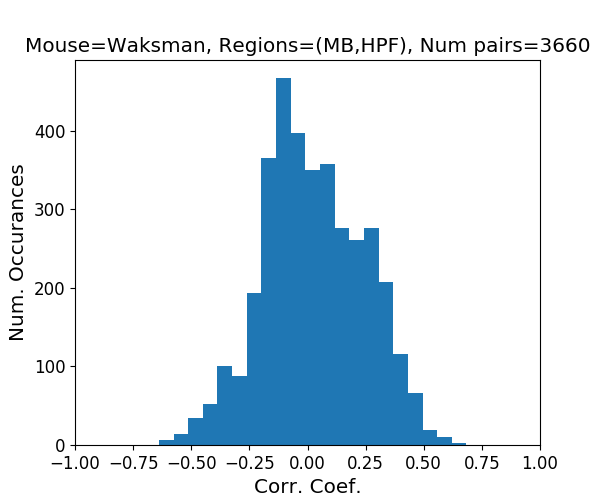 Mouse=Waksman, Regions=(MB,HPF), Num pairs=3660
Num. Occurances
400
300
200
100
0
−1.00 −0.75 −0.50 −0.25 0.00 0.25 0.50 0.75 1.00
Corr. Coef.